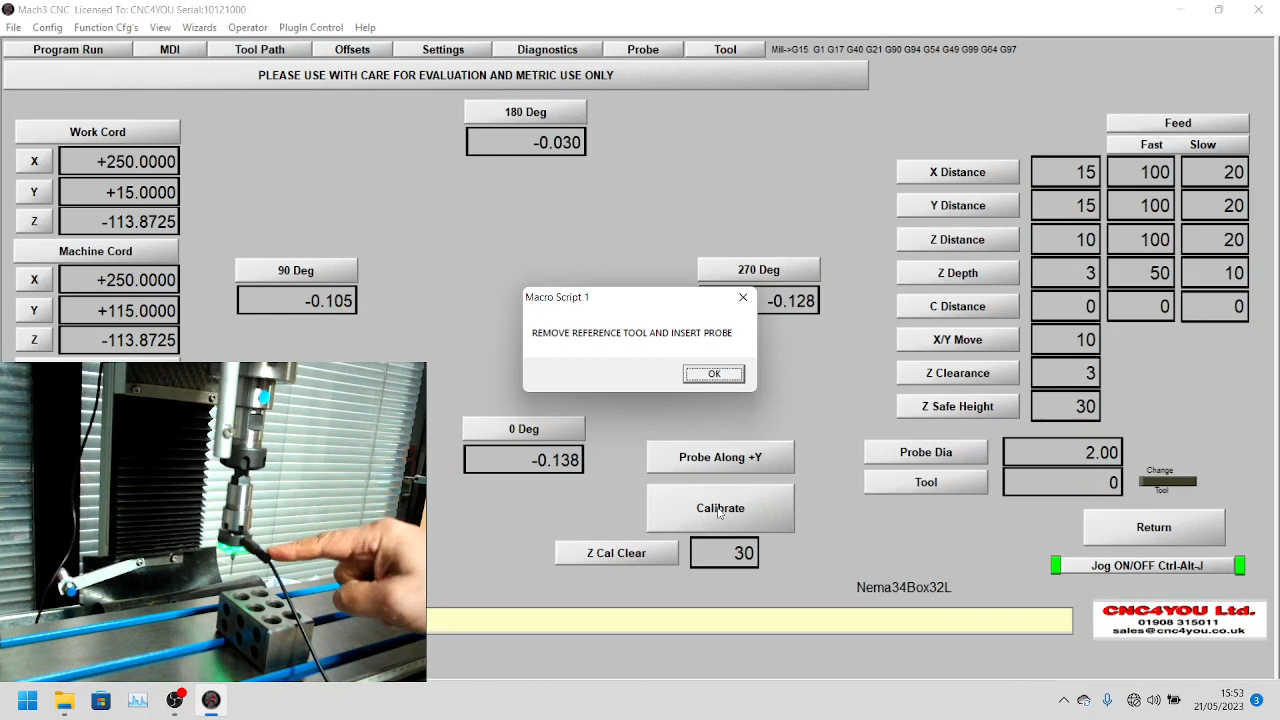 Mach3 CNC. Licensed To: CNC4YOU Serial:10121000
File Config Function Cfg's View Wizards Operator PlugIn Control Help
Program Run MDI Tool Path Offsets Settings Diagnostics Probe Tool Mill->G15 G1 G17 G40 G21 G90 G94 G54 G49 G99 G64 G97
PLEASE USE WITH CARE FOR EVALUATION AND METRIC USE ONLY
180 Deg
-0.030
Work Cord
X +250.0000
Y +15.0000
Z -113.8725
Machine Cord
X +250.0000
Y +115.0000
Z -113.8725
90 Deg
-0.105
270 Deg
-0.128
Macro Script 1
REMOVE REFERENCE TOOL AND INSERT PROBE
OK
0 Deg
-0.138
Probe Along +Y
Calibrate
Z Cal Clear 30
Feed
Fast Slow
X Distance 15 100 20
Y Distance 15 100 20
Z Distance 10 100 20
Z Depth 3 50 10
C Distance 0 0 0
X/Y Move 10
Z Clearance 3
Z Safe Height 30
Probe Dia 2.00
Tool 0
Change
Tool
Return
Jog ON/OFF Ctrl-Alt-J
Nema34Box32L
CNC4YOU Ltd.
01908 315011
sales@cnc4you.co.uk
15:53
21/05/2023
3